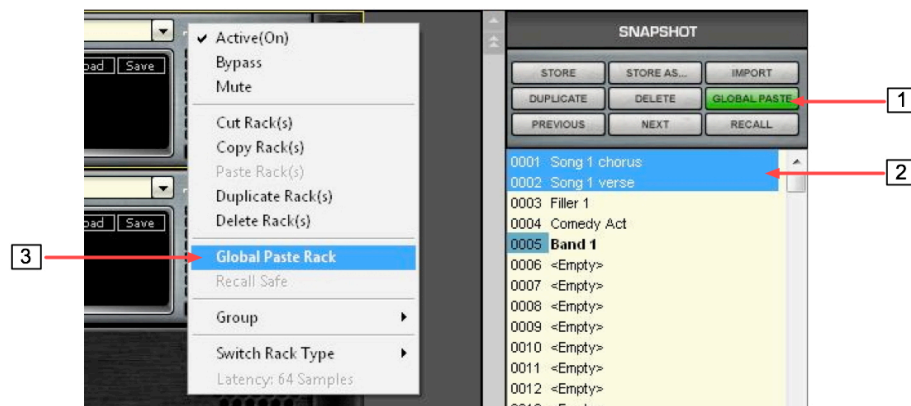 Active(On)
Bypass
Mute
Cut Rack(s)
Copy Rack(s)
Paste Rack(s)
Duplicate Rack(s)
Delete Rack(s)
Global Paste Rack
Recall Safe
Group
Switch Rack Type
Latency: 64 Samples
Save
Save
3
SNAPSHOT
STORE STORE AS... IMPORT
DUPLICATE DELETE GLOBAL PASTE
PREVIOUS NEXT RECALL
1
0001 Song 1 chorus
0002 Song 1 verse
2
0003 Filler 1
0004 Comedy Act
0005 Band 1
0006 <Empty>
0007 <Empty>
0008 <Empty>
0009 <Empty>
0010 <Empty>
0011 <Empty>
0012 <Empty>